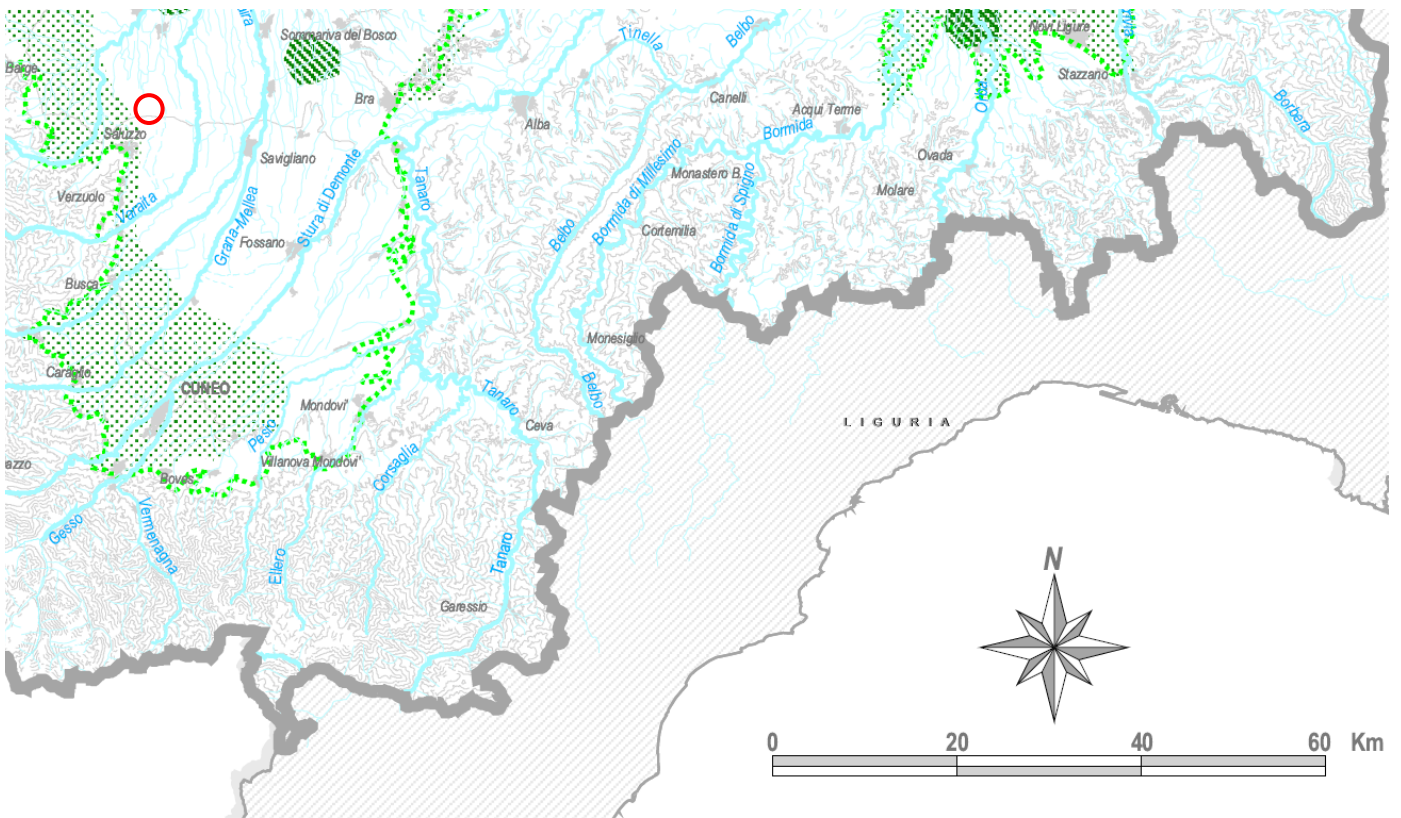 Sommariva del Bosco
Tinella
Belbo
Novi Ligure
Barge
Stazzano
Bra
Canelli
Alba
Acqui Terme
Orba
Borbera
Saluzzo
Bormida
Savigliano
Ovada
Monastero B.
Molare
Verzuolo
Varaita
Grana-Mellea
Stura di Demonte
Tanaro
Belbo
Bormida di Millesimo
Cortemilia
Bormida di Spigno
Fossano
Busca
Monesiglio
Caraglio
CUNEO
Tanaro
Belbo
Mondovi'
LIGURIA
Ceva
Pesio
Villanova Mondovi'
Corsaglia
Boves
Gesso
Vermenagna
Ellero
Tanaro
Garessio
N
0 20 40 60 Km